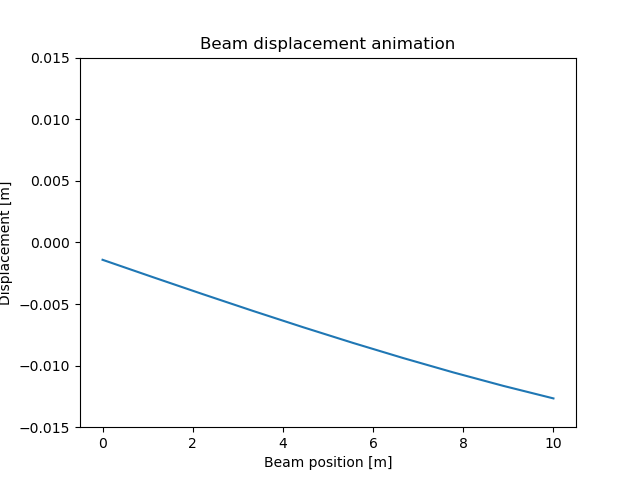 Beam displacement animation
0.015
0.010
0.005
0.000
−0.005
−0.010
−0.015
Displacement [m]
0 2 4 6 8 10
Beam position [m]